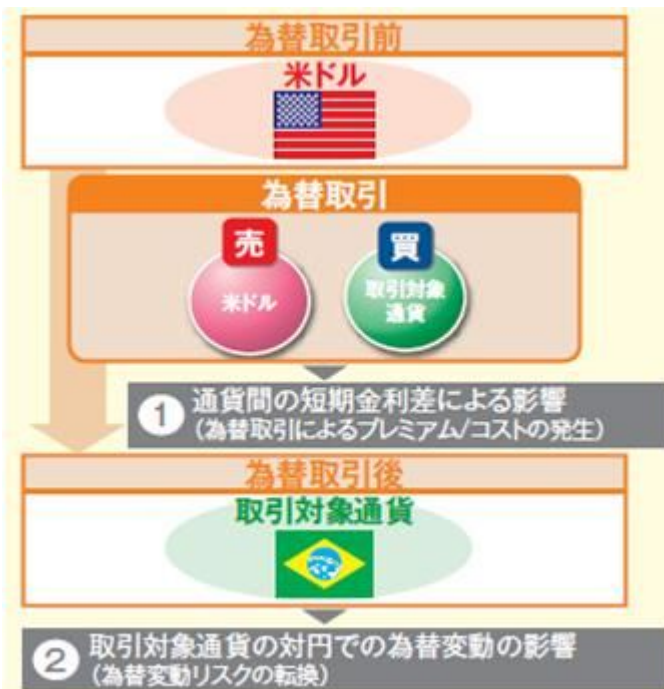 為替取引前
米ドル
為替取引
売
買
米ドル
取引対象
通貨
1 通貨間の短期金利差による影響
(為替取引によるプレミアム/コストの発生)
為替取引後
取引対象通貨
2 取引対象通貨の対円での為替変動の影響
(為替変動リスクの転換)